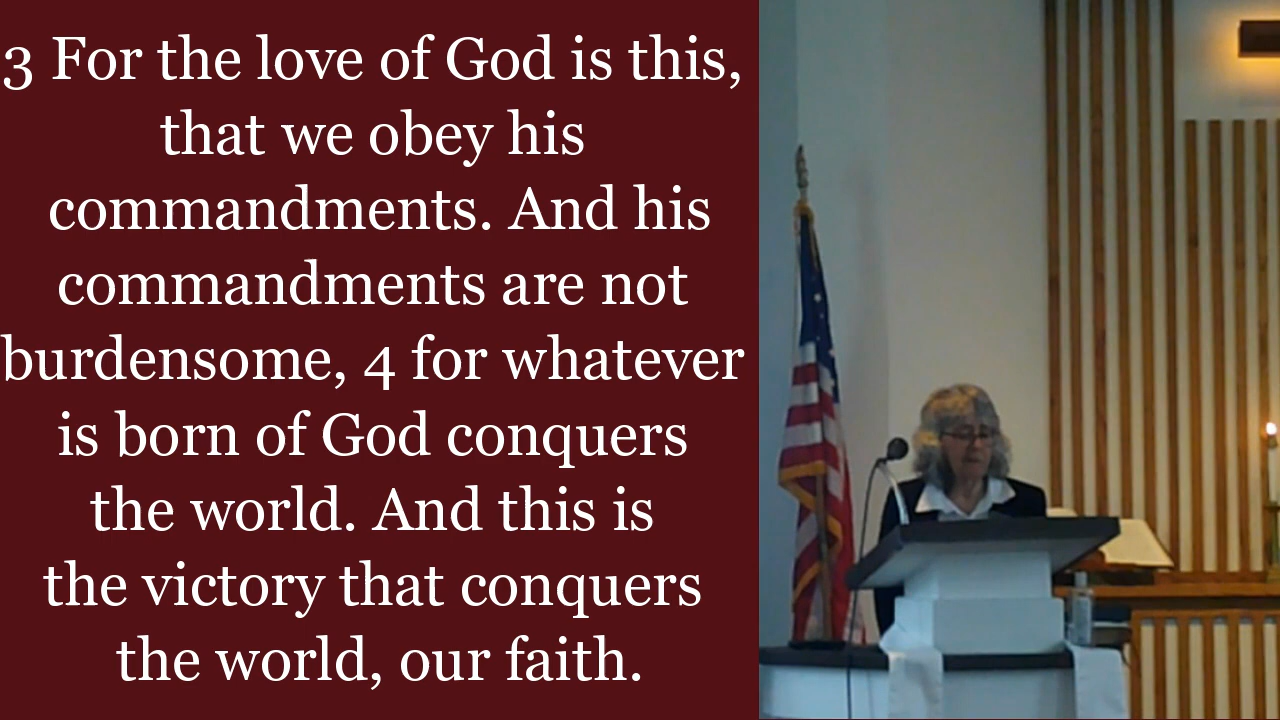 3 For the love of God is this,
that we obey his
commandments. And his
commandments are not
burdensome, 4 for whatever
is born of God conquers
the world. And this is
the victory that conquers
the world, our faith.